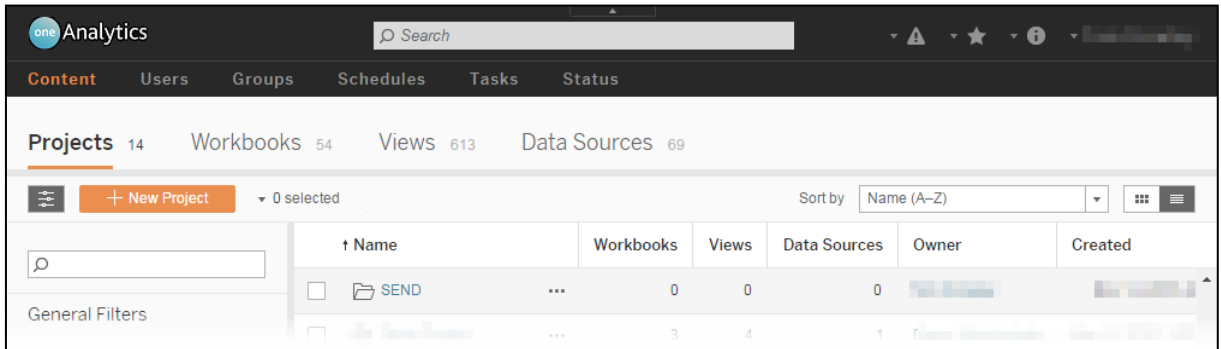 one Analytics
Search
Content Users Groups Schedules Tasks Status
Projects 14 Workbooks 54 Views 613 Data Sources 69
+ New Project 0 selected Sort by Name (A–Z)
↑ Name Workbooks Views Data Sources Owner Created
SEND ... 0 0 0
General Filters
... 3 4 1